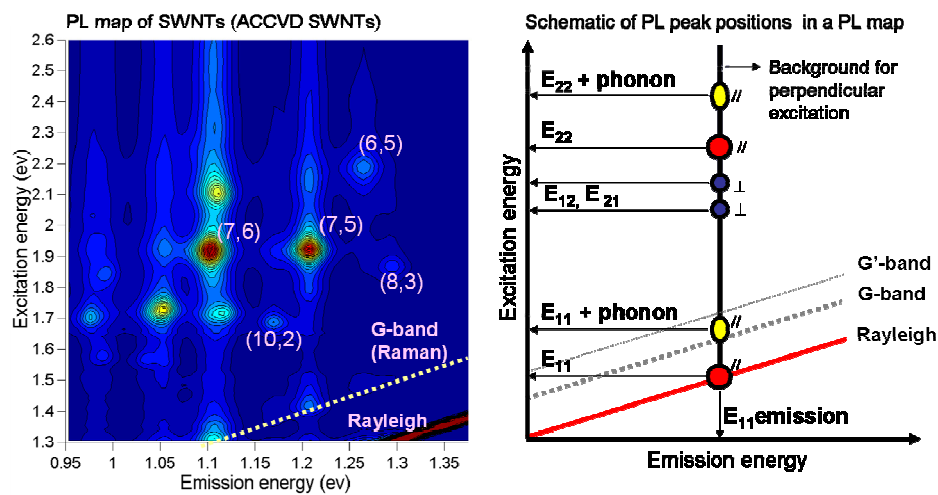 PL map of SWNTs (ACCVD SWNTs)
Excitation energy (ev)
2.6
2.5
2.4
2.3
2.2
2.1
2.0
1.9
1.8
1.7
1.6
1.5
1.4
1.3
(6,5)
(7,6)
(7,5)
(8,3)
(10,2)
G-band
(Raman)
Rayleigh
0.95
1
1.05
1.1
1.15
1.2
1.25
1.3
1.35
Emission energy (ev)
Schematic of PL peak positions in a PL map
Excitation energy
E22 + phonon
//
Background for
perpendicular
excitation
E22
//
⊥
E12, E21
⊥
G'-band
G-band
E11 + phonon
//
Rayleigh
E11
//
E11 emission
Emission energy